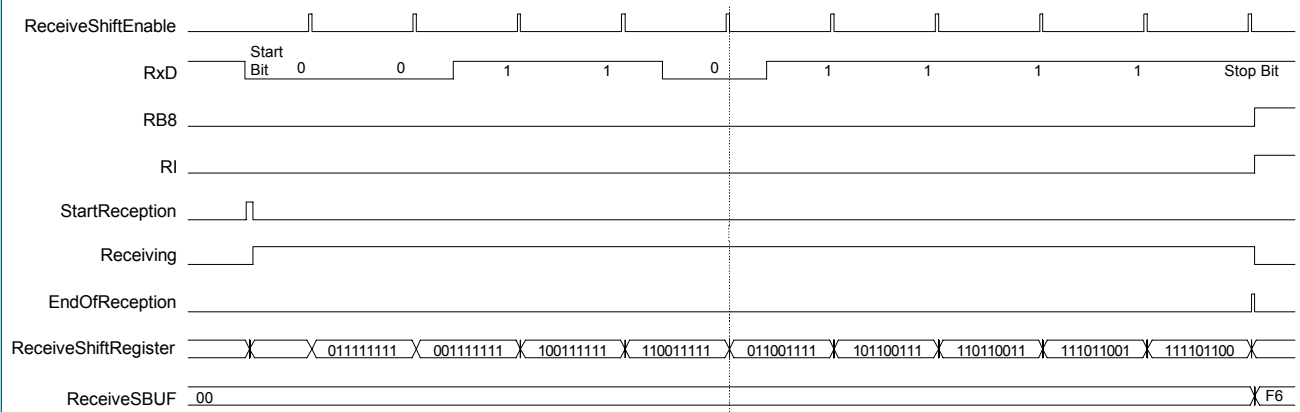 ReceiveShiftEnable
Start
RxD Bit 0 0 1 1 0 1 1 1 1 Stop Bit
RB8
RI
StartReception
Receiving
EndOfReception
ReceiveShiftRegister 011111111 001111111 100111111 110011111 011001111 101100111 110110011 111011001 111101100
ReceiveSBUF 00 F6